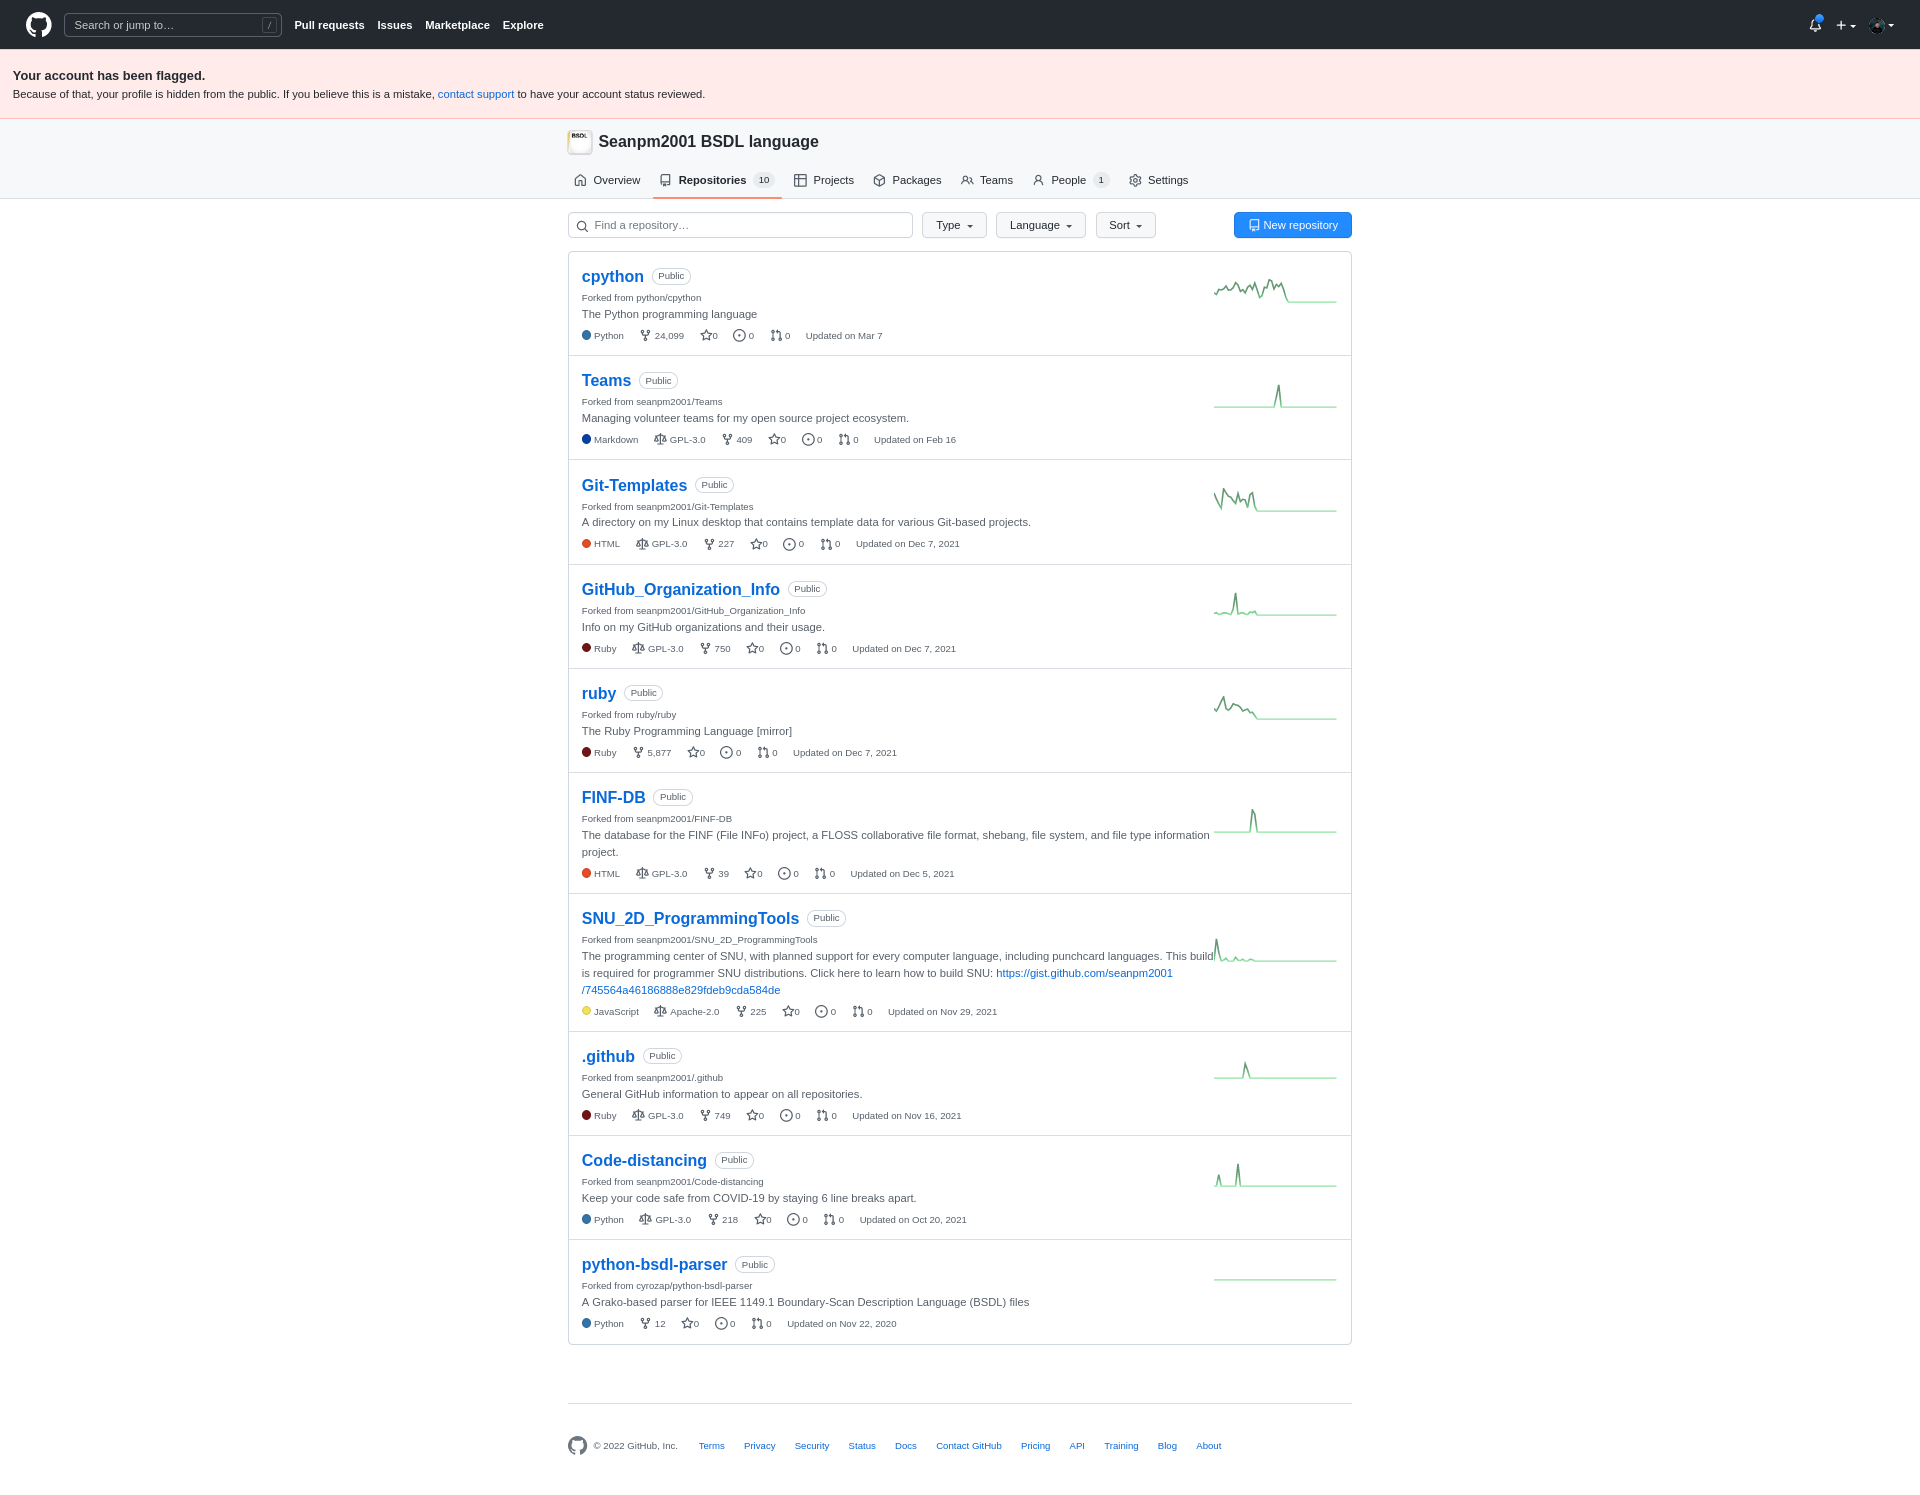 Search or jump to… / Pull requests Issues Marketplace Explore
Your account has been flagged.
Because of that, your profile is hidden from the public. If you believe this is a mistake, contact support to have your account status reviewed.
BSDL Seanpm2001 BSDL language
Overview Repositories 10 Projects Packages Teams People 1 Settings
Find a repository… Type Language Sort New repository
cpython Public
Forked from python/cpython
The Python programming language
Python 24,099 0 0 0 Updated on Mar 7
Teams Public
Forked from seanpm2001/Teams
Managing volunteer teams for my open source project ecosystem.
Markdown GPL-3.0 409 0 0 0 Updated on Feb 16
Git-Templates Public
Forked from seanpm2001/Git-Templates
A directory on my Linux desktop that contains template data for various Git-based projects.
HTML GPL-3.0 227 0 0 0 Updated on Dec 7, 2021
GitHub_Organization_Info Public
Forked from seanpm2001/GitHub_Organization_Info
Info on my GitHub organizations and their usage.
Ruby GPL-3.0 750 0 0 0 Updated on Dec 7, 2021
ruby Public
Forked from ruby/ruby
The Ruby Programming Language [mirror]
Ruby 5,877 0 0 0 Updated on Dec 7, 2021
FINF-DB Public
Forked from seanpm2001/FINF-DB
The database for the FINF (File INFo) project, a FLOSS collaborative file format, shebang, file system, and file type information
project.
HTML GPL-3.0 39 0 0 0 Updated on Dec 5, 2021
SNU_2D_ProgrammingTools Public
Forked from seanpm2001/SNU_2D_ProgrammingTools
The programming center of SNU, with planned support for every computer language, including punchcard languages. This build
is required for programmer SNU distributions. Click here to learn how to build SNU: https://gist.github.com/seanpm2001
/745564a46186888e829fdeb9cda584de
JavaScript Apache-2.0 225 0 0 0 Updated on Nov 29, 2021
.github Public
Forked from seanpm2001/.github
General GitHub information to appear on all repositories.
Ruby GPL-3.0 749 0 0 0 Updated on Nov 16, 2021
Code-distancing Public
Forked from seanpm2001/Code-distancing
Keep your code safe from COVID-19 by staying 6 line breaks apart.
Python GPL-3.0 218 0 0 0 Updated on Oct 20, 2021
python-bsdl-parser Public
Forked from cyrozap/python-bsdl-parser
A Grako-based parser for IEEE 1149.1 Boundary-Scan Description Language (BSDL) files
Python 12 0 0 0 Updated on Nov 22, 2020
© 2022 GitHub, Inc. Terms Privacy Security Status Docs Contact GitHub Pricing API Training Blog About